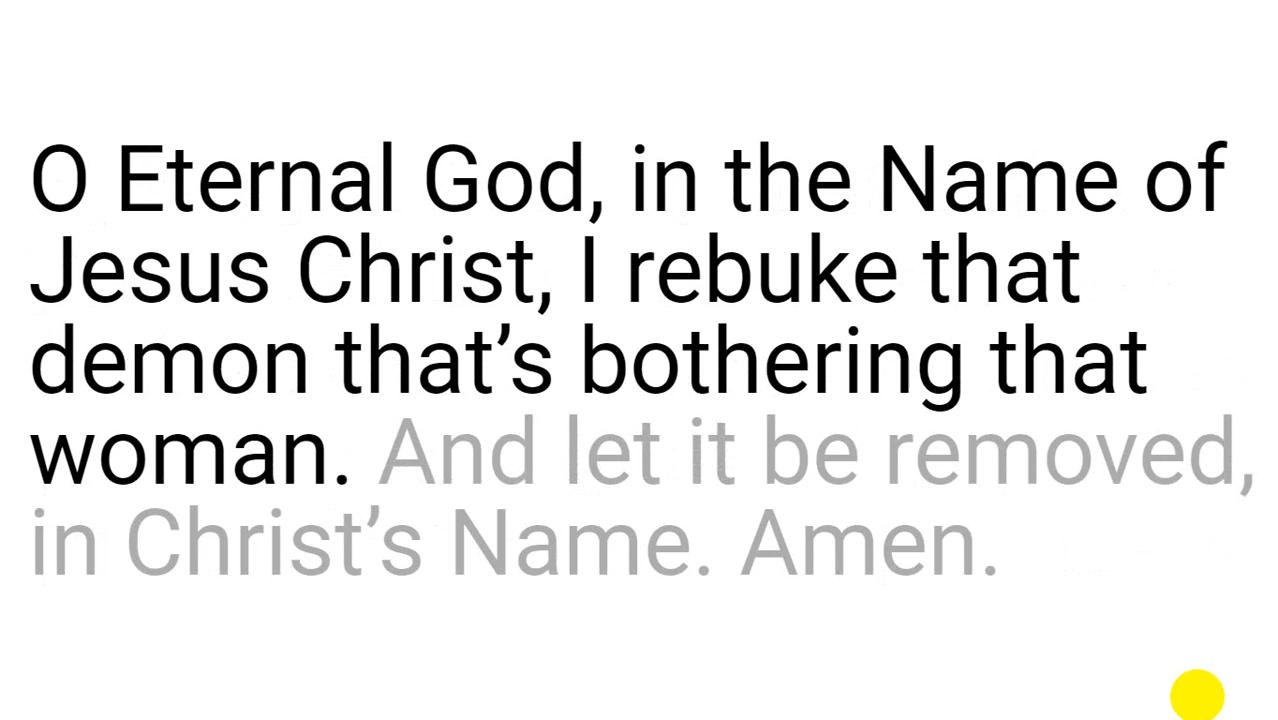 O Eternal God, in the Name of
Jesus Christ, I rebuke that
demon that’s bothering that
woman. And let it be removed,
in Christ’s Name. Amen.